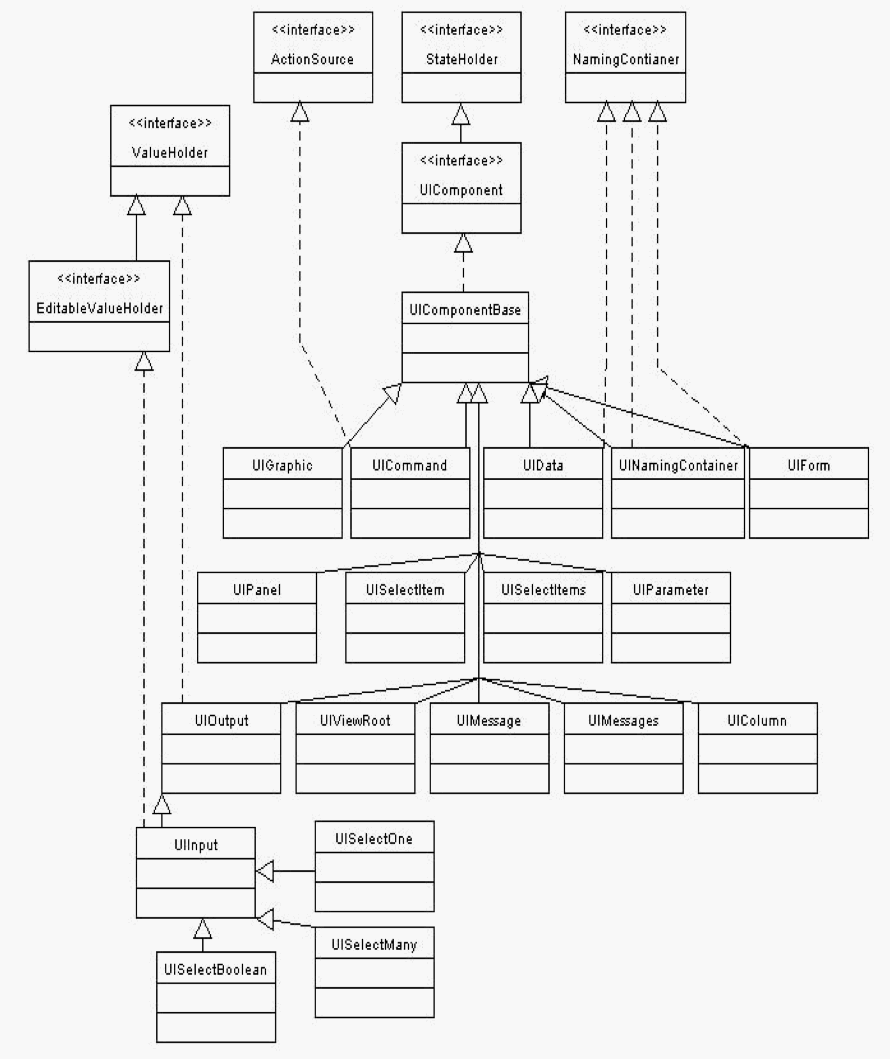 <<interface>>
ActionSource
<<interface>>
StateHolder
<<interface>>
NamingContianer
<<interface>>
ValueHolder
<<interface>>
UIComponent
<<interface>>
EditableValueHolder
UIComponentBase
UIGraphic
UICommand
UIData
UINamingContainer
UIForm
UIPanel
UISelectItem
UISelectItems
UIParameter
UIOutput
UIViewRoot
UIMessage
UIMessages
UIColumn
UIInput
UISelectOne
UISelectMany
UISelectBoolean